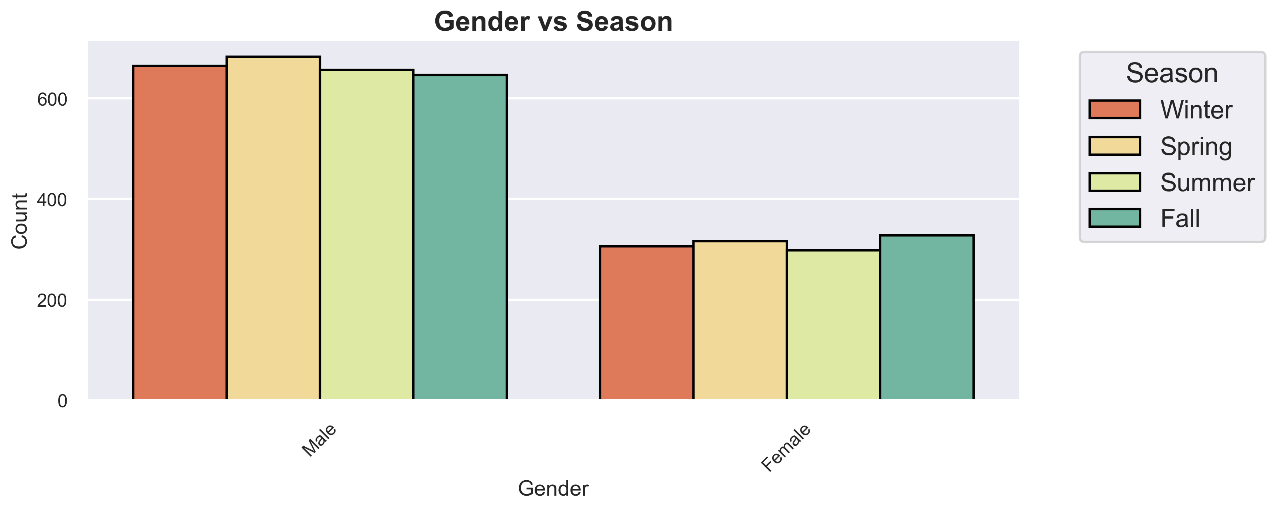 Gender vs Season
Season
Winter
Spring
Summer
Fall
Count
600
400
200
0
Male
Female
Gender